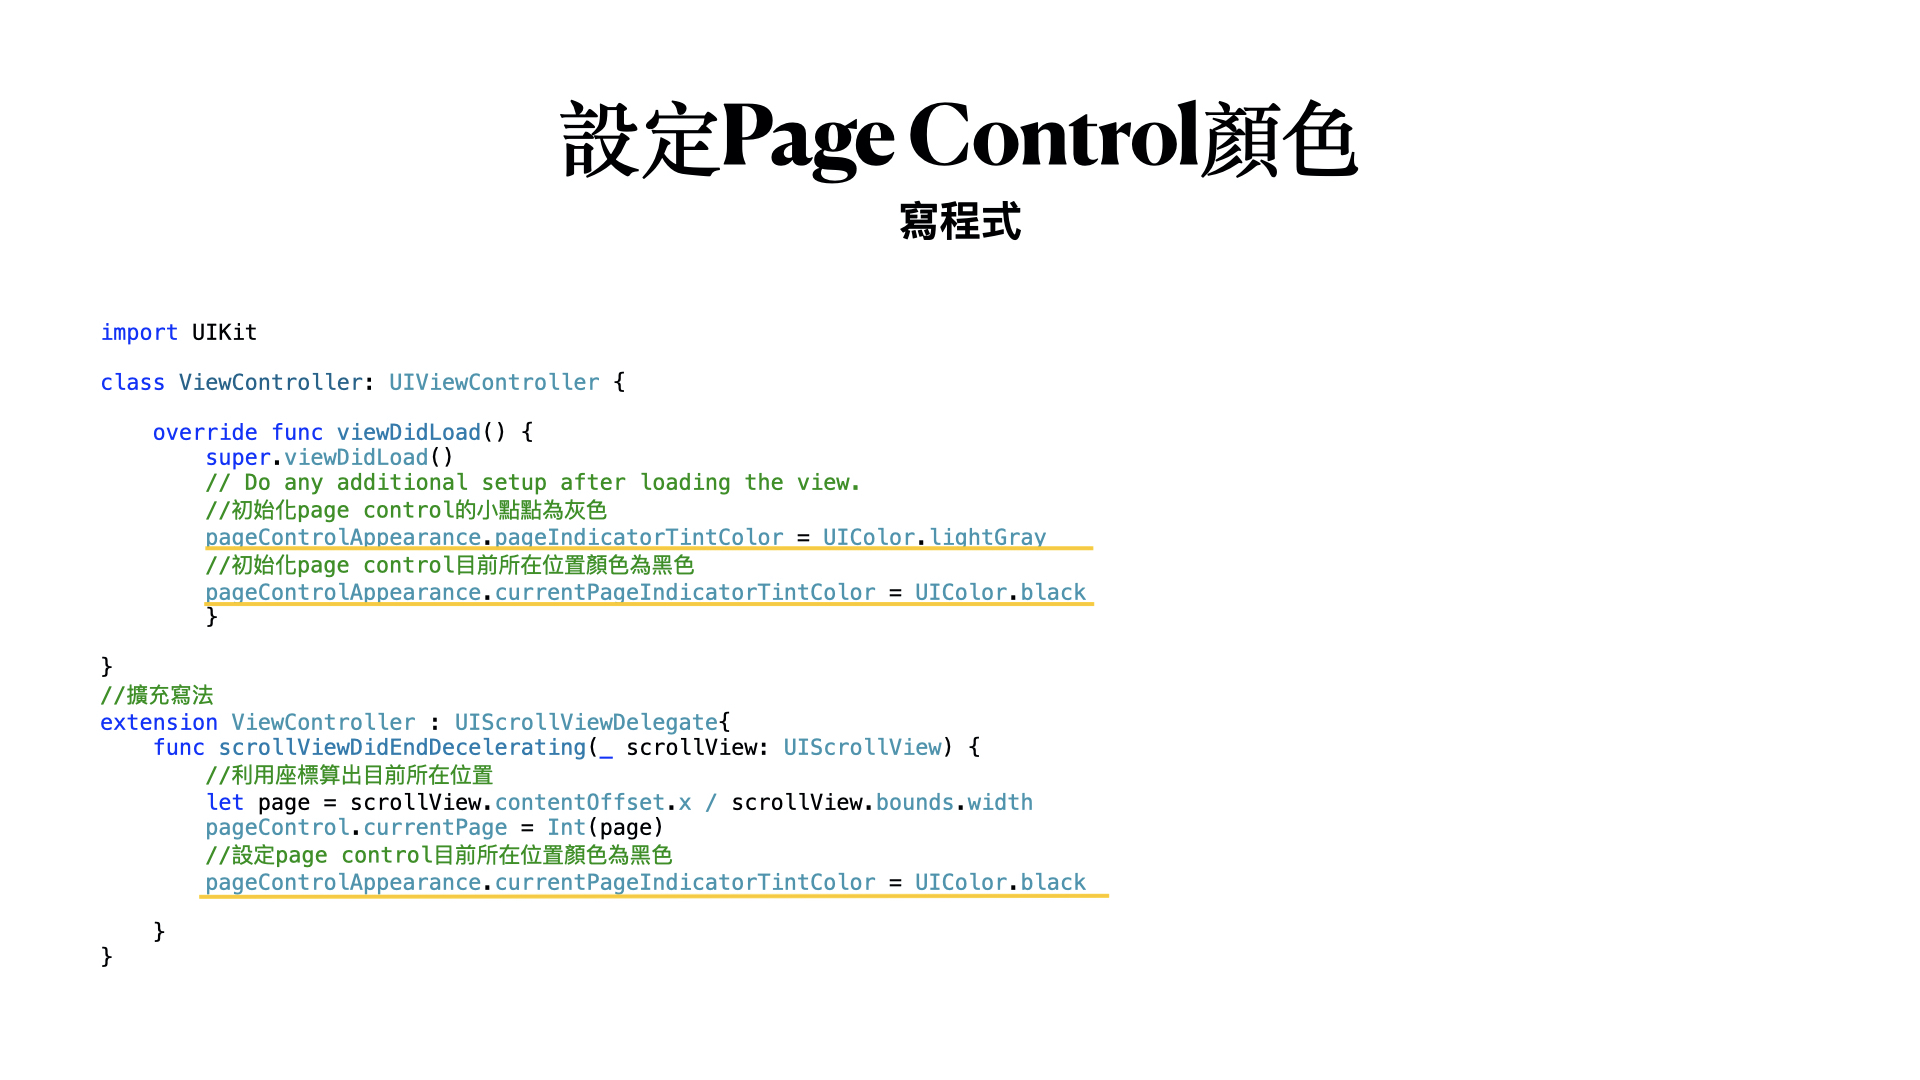 設定Page Control顏色
寫程式
import UIKit
class ViewController: UIViewController {
override func viewDidLoad() {
super.viewDidLoad()
// Do any additional setup after loading the view.
//初始化page control的小點點為灰色
pageControlAppearance.pageIndicatorTintColor = UIColor.lightGray
//初始化page control目前所在位置顏色為黑色
pageControlAppearance.currentPageIndicatorTintColor = UIColor.black
}
}
//擴充寫法
extension ViewController : UIScrollViewDelegate{
func scrollViewDidEndDecelerating(_ scrollView: UIScrollView) {
//利用座標算出目前所在位置
let page = scrollView.contentOffset.x / scrollView.bounds.width
pageControl.currentPage = Int(page)
//設定page control目前所在位置顏色為黑色
pageControlAppearance.currentPageIndicatorTintColor = UIColor.black
}
}